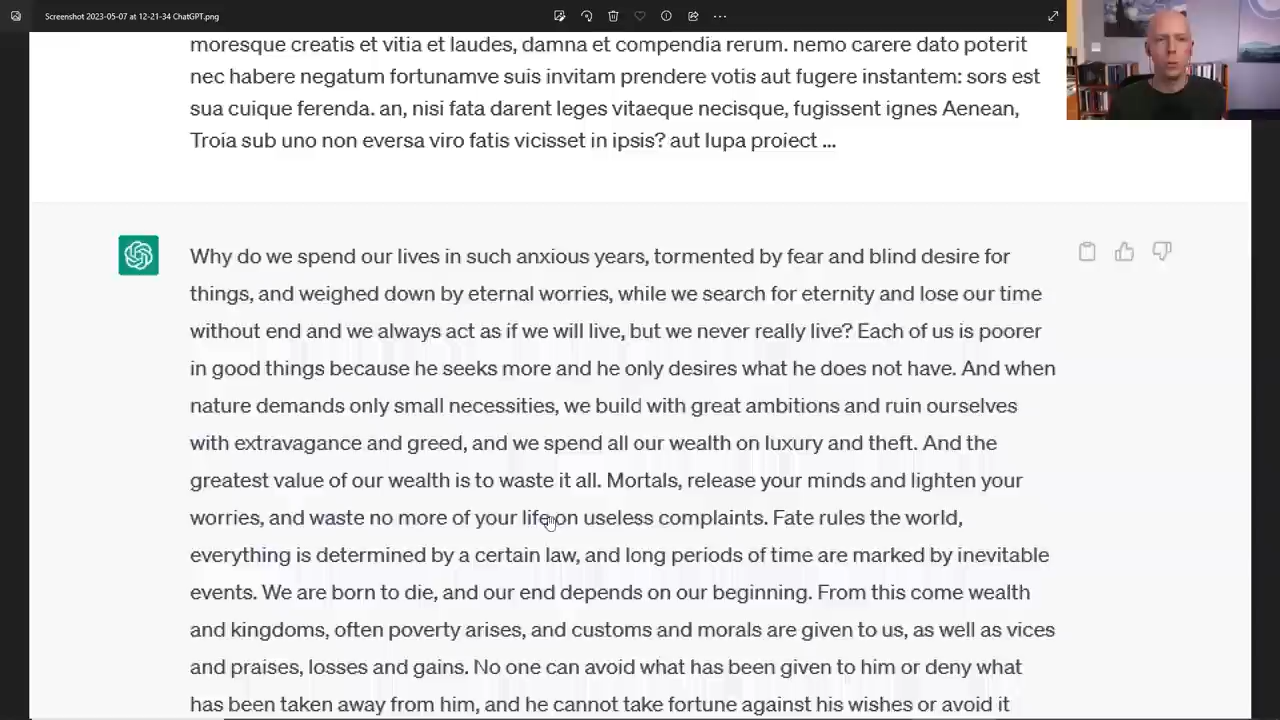 Screenshot 2023-05-07 at 12-21-34 ChatGPT.png
moresque creatis et vitia et laudes, damna et compendia rerum. nemo carere dato poterit
nec habere negatum fortunamve suis invitam prendere votis aut fugere instantem: sors est
sua cuique ferenda. an, nisi fata darent leges vitaeque necisque, fugissent ignes Aenean,
Troia sub uno non eversa viro fatis vicisset in ipsis? aut lupa proiect ...
Why do we spend our lives in such anxious years, tormented by fear and blind desire for
things, and weighed down by eternal worries, while we search for eternity and lose our time
without end and we always act as if we will live, but we never really live? Each of us is poorer
in good things because he seeks more and he only desires what he does not have. And when
nature demands only small necessities, we build with great ambitions and ruin ourselves
with extravagance and greed, and we spend all our wealth on luxury and theft. And the
greatest value of our wealth is to waste it all. Mortals, release your minds and lighten your
worries, and waste no more of your life on useless complaints. Fate rules the world,
everything is determined by a certain law, and long periods of time are marked by inevitable
events. We are born to die, and our end depends on our beginning. From this come wealth
and kingdoms, often poverty arises, and customs and morals are given to us, as well as vices
and praises, losses and gains. No one can avoid what has been given to him or deny what
has been taken away from him, and he cannot take fortune against his wishes or avoid it